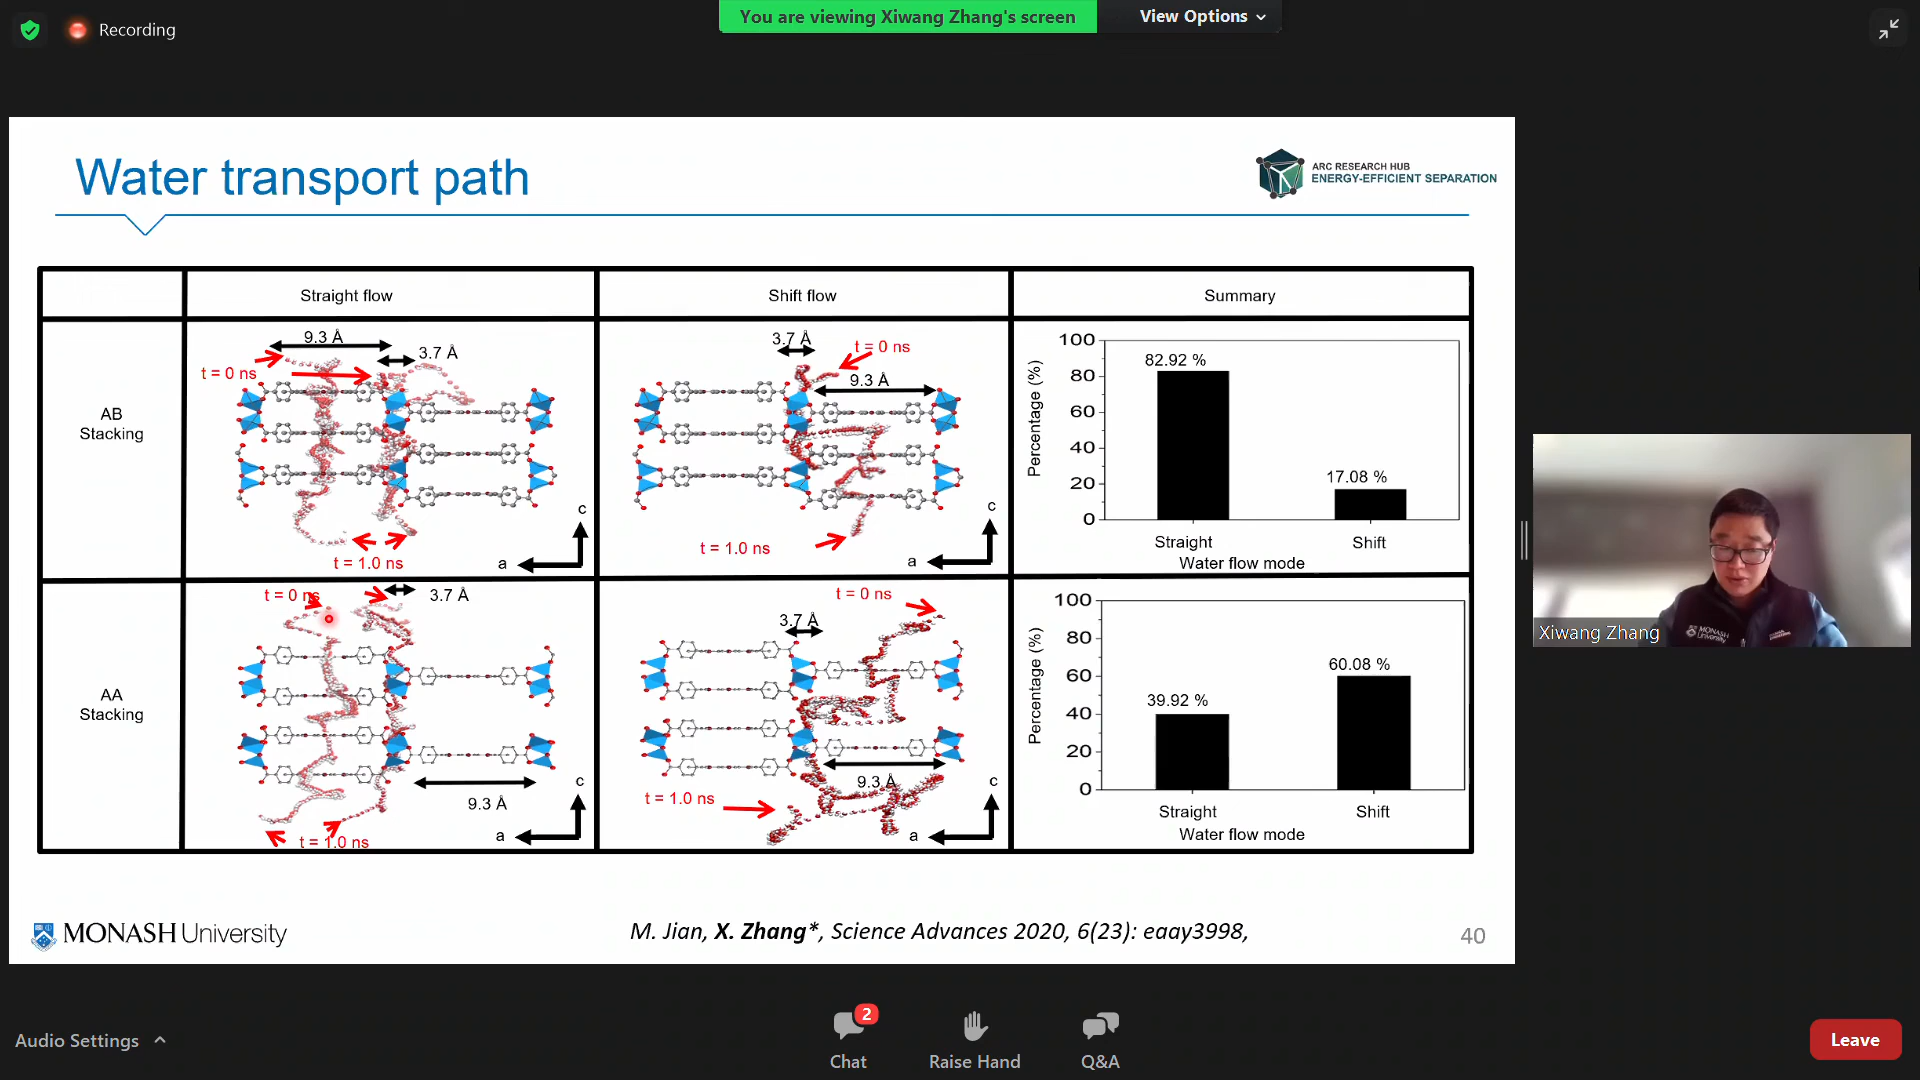 You are viewing Xiwang Zhang's screen
View Options
Recording
Water transport path
ARC RESEARCH HUB
ENERGY-EFFICIENT SEPARATION
Straight flow
Shift flow
Summary
AB
Stacking
9.3 Å
3.7 Å
t = 0 ns
t = 1.0 ns
c
a
3.7 Å
t = 0 ns
9.3 Å
t = 1.0 ns
c
a
Percentage (%)
100
80
60
40
20
0
82.92 %
17.08 %
Straight
Shift
Water flow mode
AA
Stacking
t = 0 ns
3.7 Å
9.3 Å
t = 1.0 ns
c
a
t = 0 ns
3.7 Å
9.3 Å
t = 1.0 ns
c
a
Percentage (%)
100
80
60
40
20
0
39.92 %
60.08 %
Straight
Shift
Water flow mode
MONASH University
M. Jian, X. Zhang*, Science Advances 2020, 6(23): eaay3998,
40
MONASH
University
Xiwang Zhang
Audio Settings
2
Chat
Raise Hand
Q&A
Leave